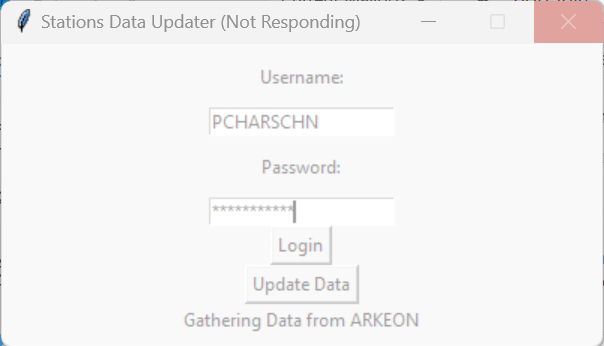 Stations Data Updater (Not Responding)
Username:
PCHARSCHN
Password:
***********
Login
Update Data
Gathering Data from ARKEON